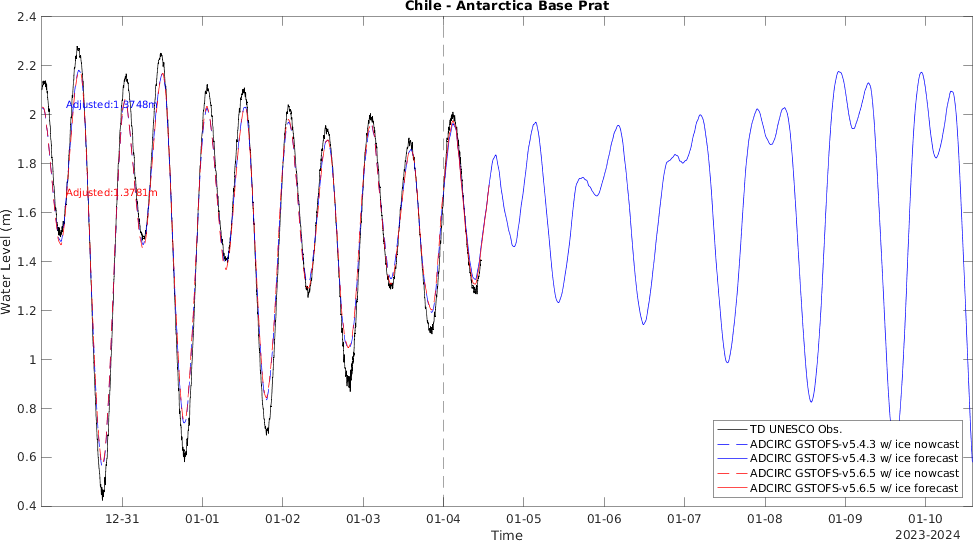 Chile - Antarctica Base Prat
2.4
2.2
2
1.8
1.6
1.4
1.2
1
0.8
0.6
0.4
Water Level (m)
Adjusted:1.3748m
Adjusted:1.3781m
TD UNESCO Obs.
ADCIRC GSTOFS-v5.4.3 w/ ice nowcast
ADCIRC GSTOFS-v5.4.3 w/ ice forecast
ADCIRC GSTOFS-v5.6.5 w/ ice nowcast
ADCIRC GSTOFS-v5.6.5 w/ ice forecast
12-31 01-01 01-02 01-03 01-04 01-05 01-06 01-07 01-08 01-09 01-10
Time
2023-2024